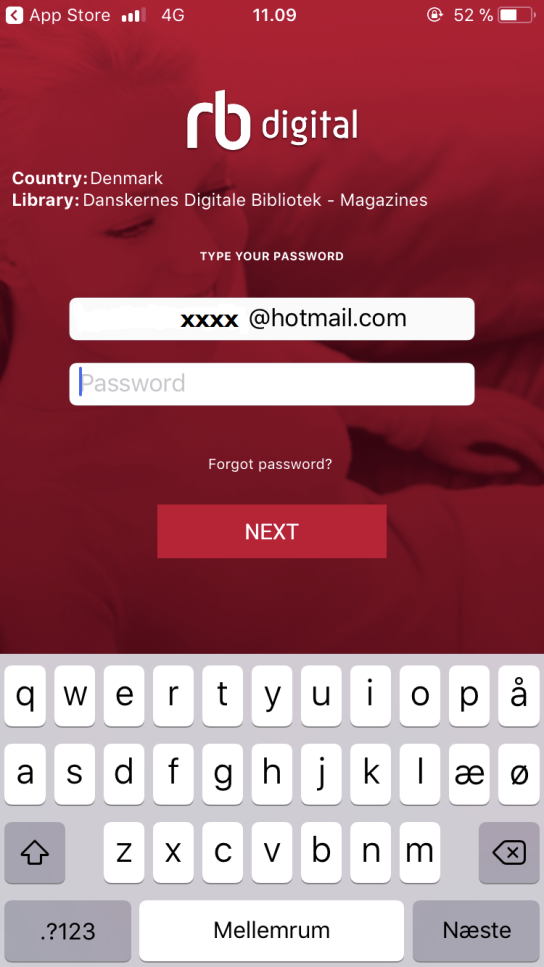 App Store 4G 11.09 52 %
rb digital
Country: Denmark
Library: Danskernes Digitale Bibliotek - Magazines
TYPE YOUR PASSWORD
xxxx @hotmail.com
Password
Forgot password?
NEXT
q w e r t y u i o p å
a s d f g h j k l æ ø
z x c v b n m
.?123 Mellemrum Næste